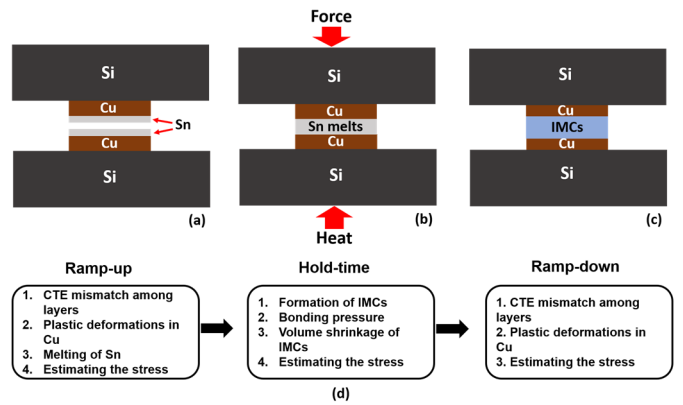 Force
Si
Cu
Sn
Cu
Si
(a)
Si
Cu
Sn melts
Cu
Si
(b)
Heat
Si
Cu
IMCs
Cu
Si
(c)
Ramp-up
1. CTE mismatch among
layers
2. Plastic deformations in
Cu
3. Melting of Sn
4. Estimating the stress
Hold-time
1. Formation of IMCs
2. Bonding pressure
3. Volume shrinkage of
IMCs
4. Estimating the stress
Ramp-down
1. CTE mismatch among
layers
2. Plastic deformations in
Cu
3. Estimating the stress
(d)